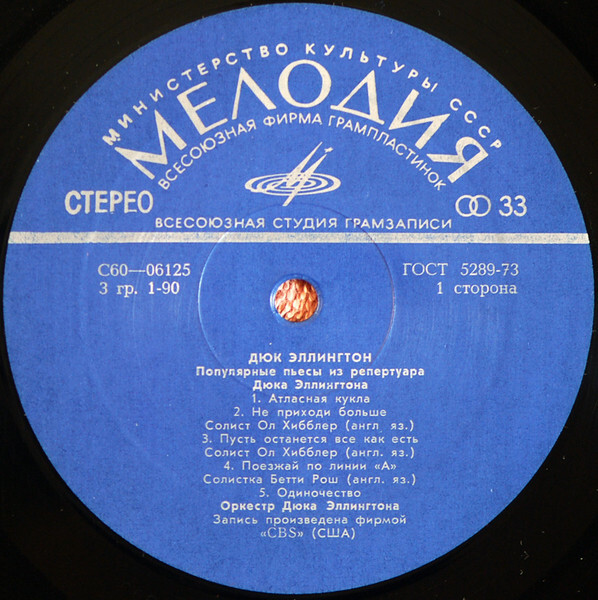 МИНИСТЕРСТВО КУЛЬТУРЫ СССР
МЕЛОДИЯ
ВСЕСОЮЗНАЯ ФИРМА ГРАМПЛАСТИНОК
СТЕРЕО
33
ВСЕСОЮЗНАЯ СТУДИЯ ГРАМЗАПИСИ
С60—06125
ГОСТ 5289-73
3 гр. 1-90
1 сторона
ДЮК ЭЛЛИНГТОН
Популярные пьесы из репертуара
Дюка Эллингтона
1. Атласная кукла
2. Не приходи больше
Солист Ол Хибблер (англ. яз.)
3. Пусть останется все как есть
Солист Ол Хибблер (англ. яз.)
4. Поезжай по линии «А»
Солистка Бетти Рош (англ. яз.)
5. Одиночество
Оркестр Дюка Эллингтона
Запись произведена фирмой
«CBS» (США)